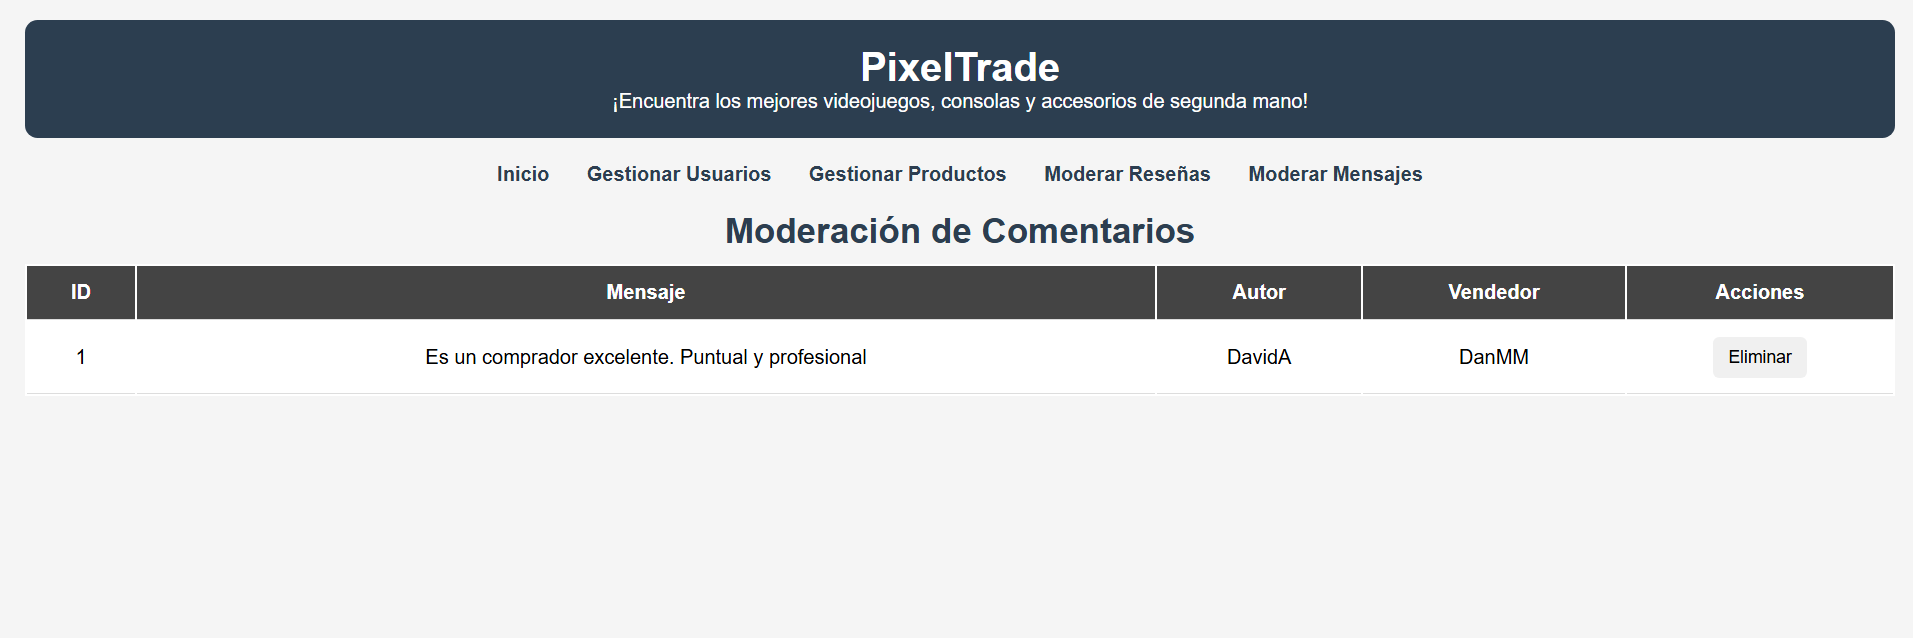 PixelTrade
¡Encuentra los mejores videojuegos, consolas y accesorios de segunda mano!
Inicio Gestionar Usuarios Gestionar Productos Moderar Reseñas Moderar Mensajes
Moderación de Comentarios
ID Mensaje Autor Vendedor Acciones
1 Es un comprador excelente. Puntual y profesional DavidA DanMM Eliminar